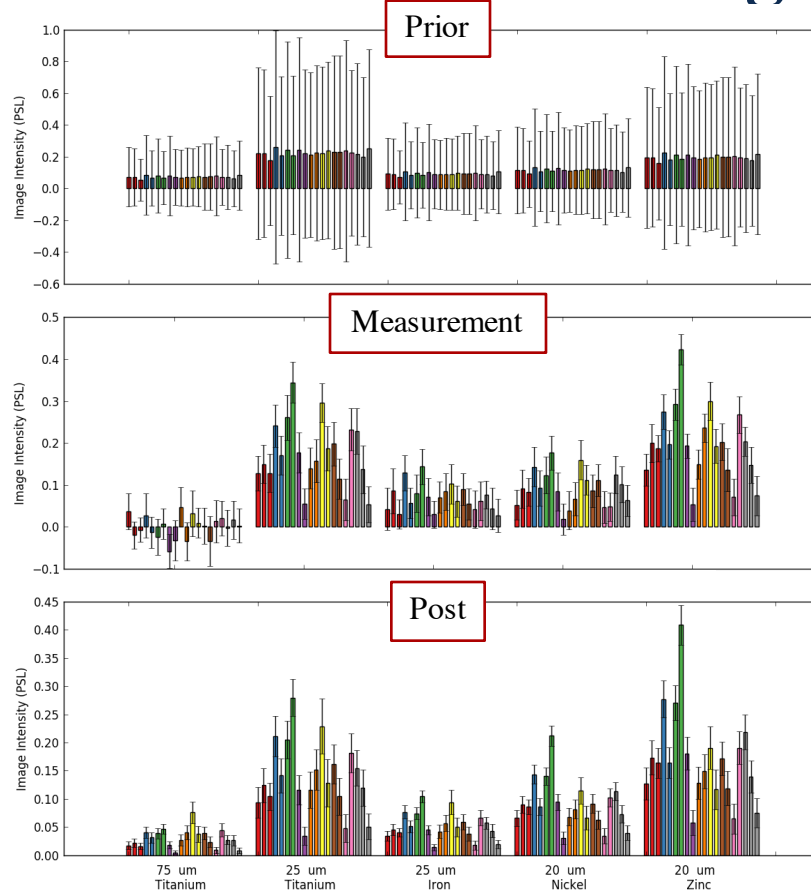 Prior
Image Intensity (PSL)
1.0
0.8
0.6
0.4
0.2
0.0
−0.2
−0.4
−0.6
Measurement
Image Intensity (PSL)
0.5
0.4
0.3
0.2
0.1
0.0
−0.1
Post
Image Intensity (PSL)
0.45
0.40
0.35
0.30
0.25
0.20
0.15
0.10
0.05
0.00
75 um
Titanium
25 um
Titanium
25 um
Iron
20 um
Nickel
20 um
Zinc